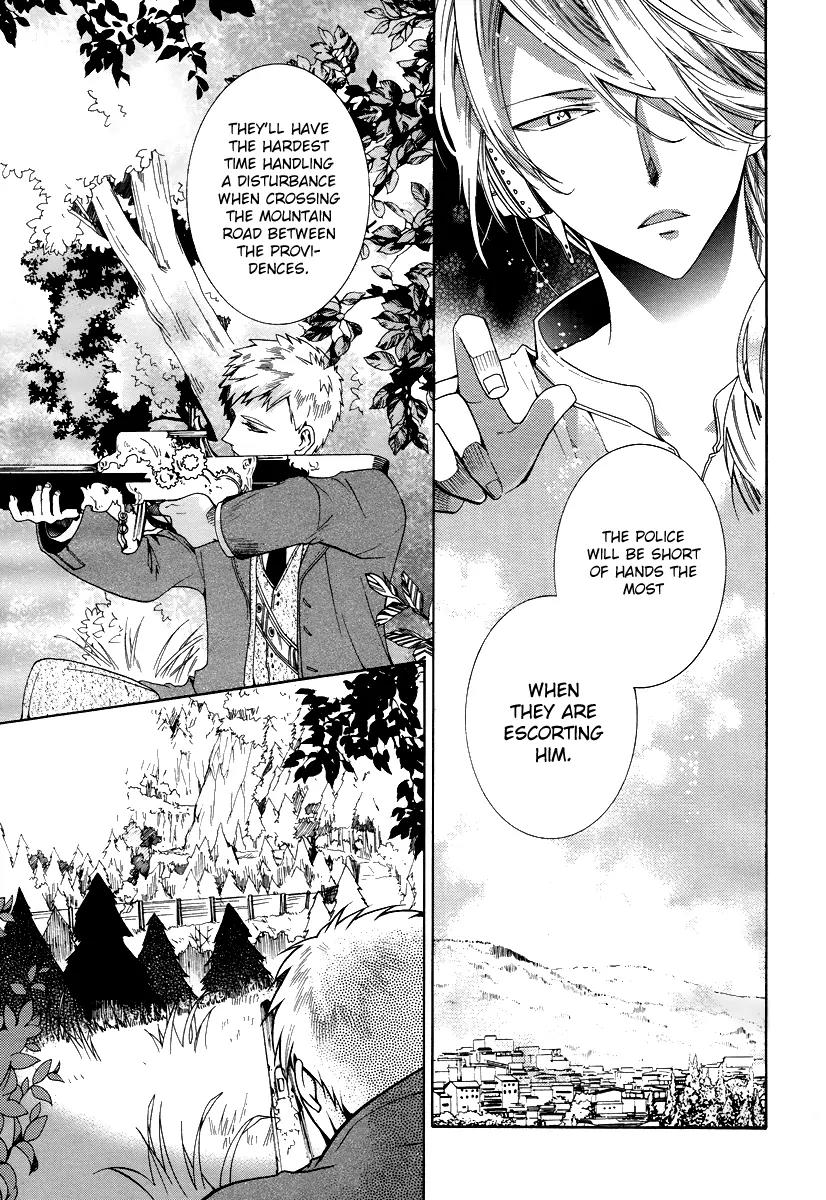 THE POLICE
WILL BE SHORT
OF HANDS THE
MOST
WHEN
THEY ARE
ESCORTING
HIM.
THEY'LL HAVE
THE HARDEST
TIME HANDLING
A DISTURBANCE
WHEN CROSSING
THE MOUNTAIN
ROAD BETWEEN
THE PROVI-
DENCES.